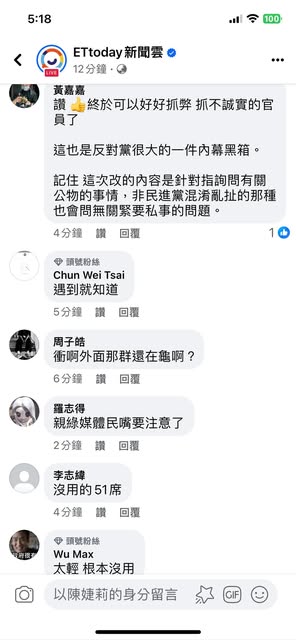 5:18
100
ETtoday新聞雲
LIVE
12分鐘
黃嘉嘉
讚👍終於可以好好抓弊 抓不誠實的官
員了
這也是反對黨很大的一件內幕黑箱。
記住 這次改的內容是針對指詢問有關
公物的事情，非民進黨混淆亂扯的那種
也會問無關緊要私事的問題。
4分鐘 讚 回覆 1
頭號粉絲
Chun Wei Tsai
遇到就知道
5分鐘 讚 回覆
周子皓
衝啊外面那群還在龜啊？
6分鐘 讚 回覆
羅志得
親綠媒體民嘴要注意了
2分鐘 讚 回覆
李志緯
沒用的51席
4分鐘 讚 回覆
頭號粉絲
Wu Max
太輕 根本沒用
以陳婕莉的身分留言
GIF